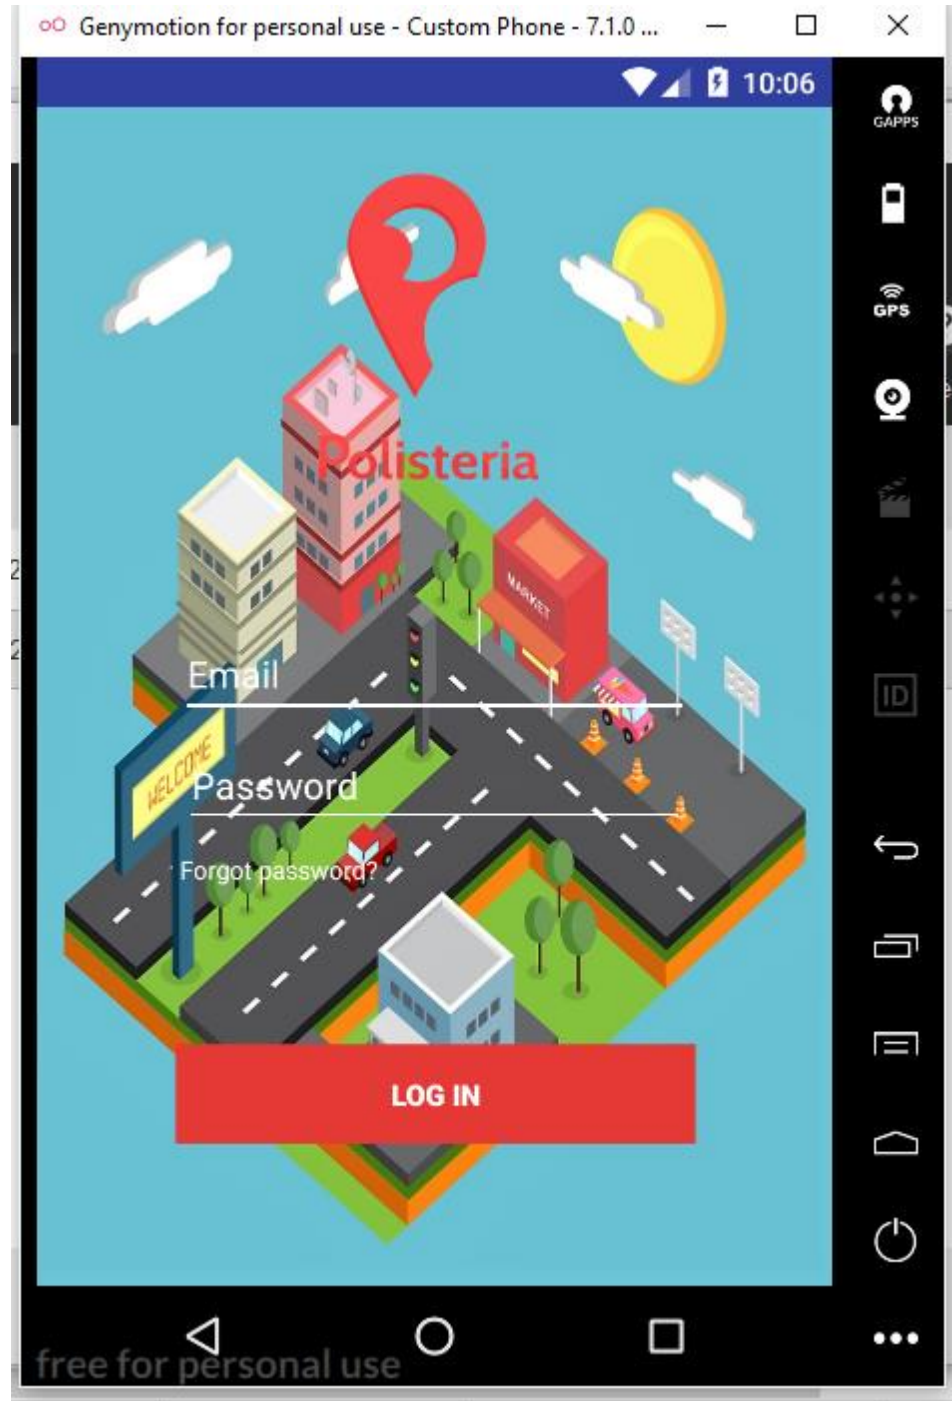 Genymotion for personal use - Custom Phone - 7.1.0 ...
10:06
GAPPS
GPS
Polisteria
MARKET
ID
Email
WELCOME
Password
Forgot password?
LOG IN
free for personal use